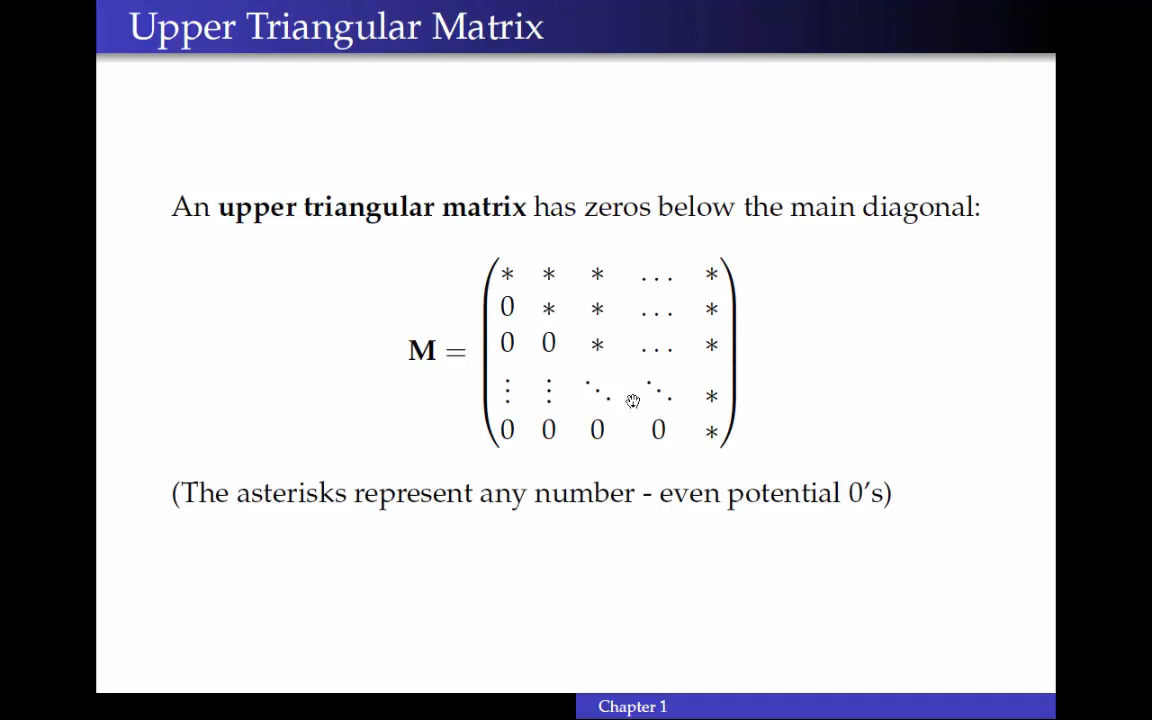 Upper Triangular Matrix
An upper triangular matrix has zeros below the main diagonal:
* * * … *
0 * * … *
M = 0 0 * … *
⋮ ⋮ ⋱ ⋱ *
0 0 0 0 *
(The asterisks represent any number - even potential 0's)
Chapter 1